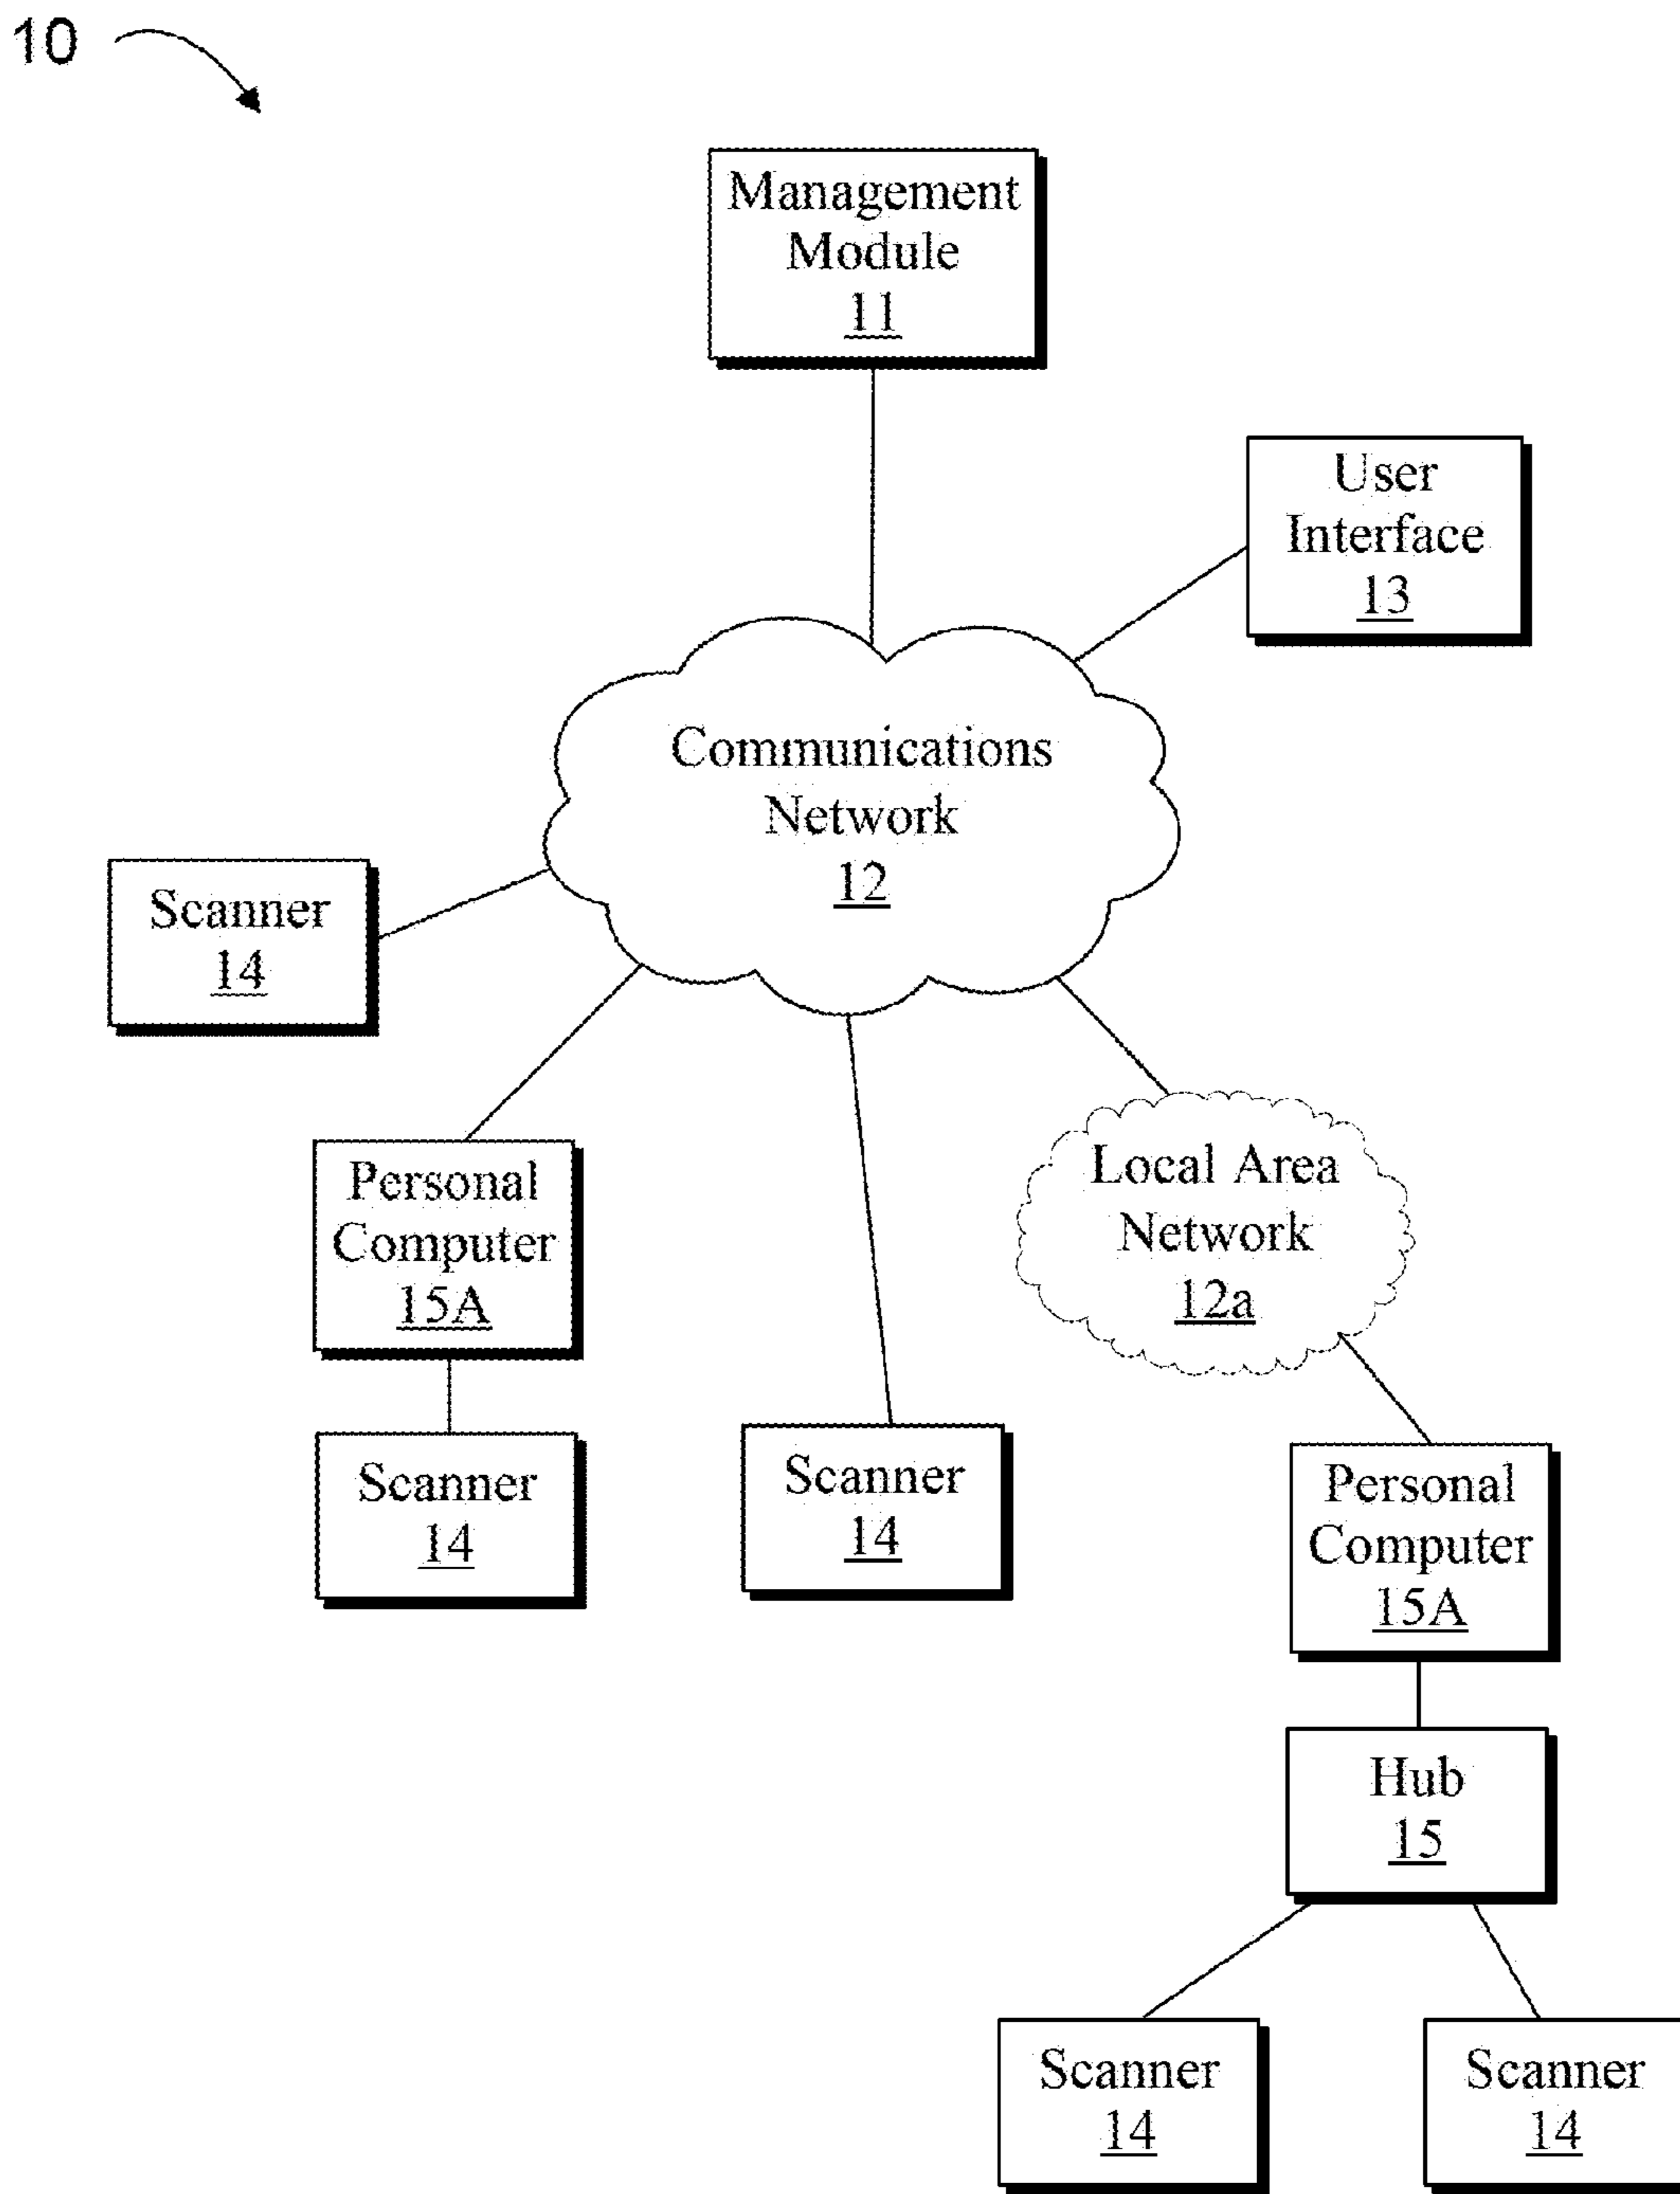 10
Management
Module
11
User
Interface
13
Communications
Network
12
Scanner
14
Personal
Computer
15A
Local Area
Network
12a
Scanner
14
Scanner
14
Personal
Computer
15A
Hub
15
Scanner
14
Scanner
14